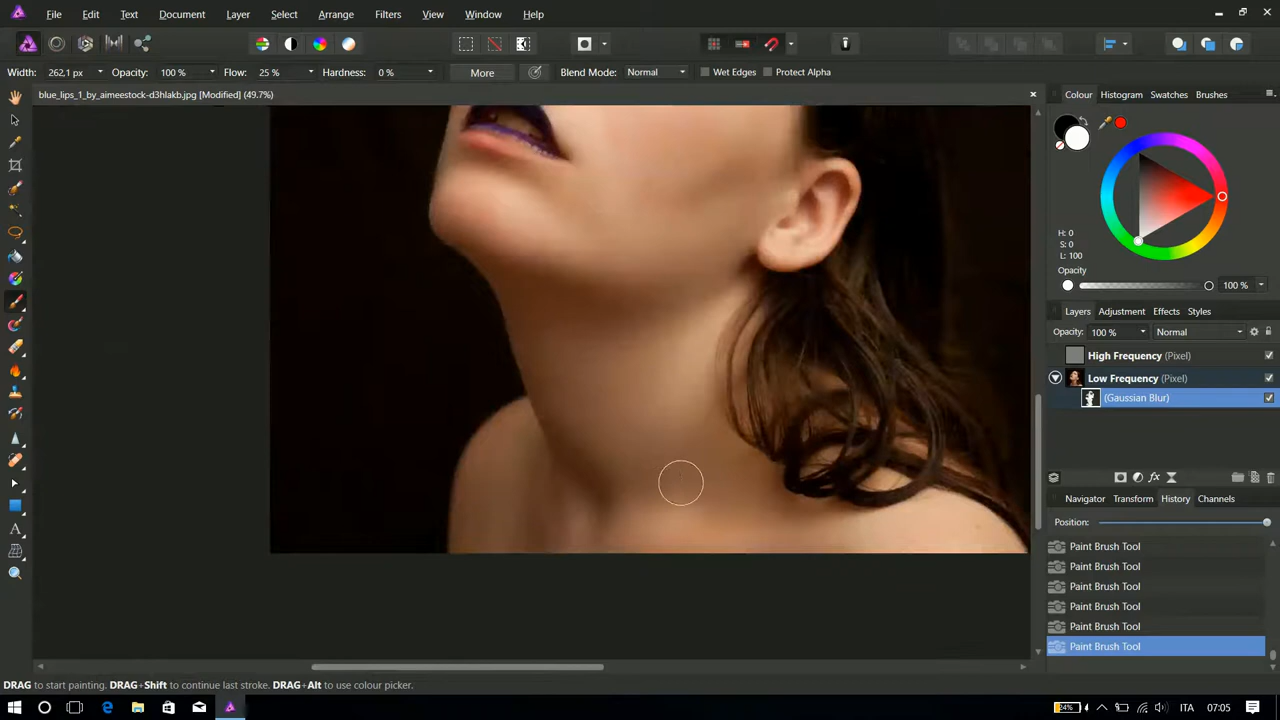 File Edit Text Document Layer Select Arrange Filters View Window Help
Width: 262.1 px Opacity: 100 % Flow: 25 % Hardness: 0 % More Blend Mode: Normal Wet Edges Protect Alpha
blue_lips_1_by_aimeestock-d3hlakb.jpg [Modified] (49.7%)
Colour Histogram Swatches Brushes
H: 0
S: 0
L: 100
Opacity
100 %
Layers Adjustment Effects Styles
Opacity: 100 % Normal
High Frequency (Pixel)
Low Frequency (Pixel)
(Gaussian Blur)
Navigator Transform History Channels
Position:
Paint Brush Tool
Paint Brush Tool
Paint Brush Tool
Paint Brush Tool
Paint Brush Tool
Paint Brush Tool
DRAG to start painting. DRAG+Shift to continue last stroke. DRAG+Alt to use colour picker.
24% ITA 07:05